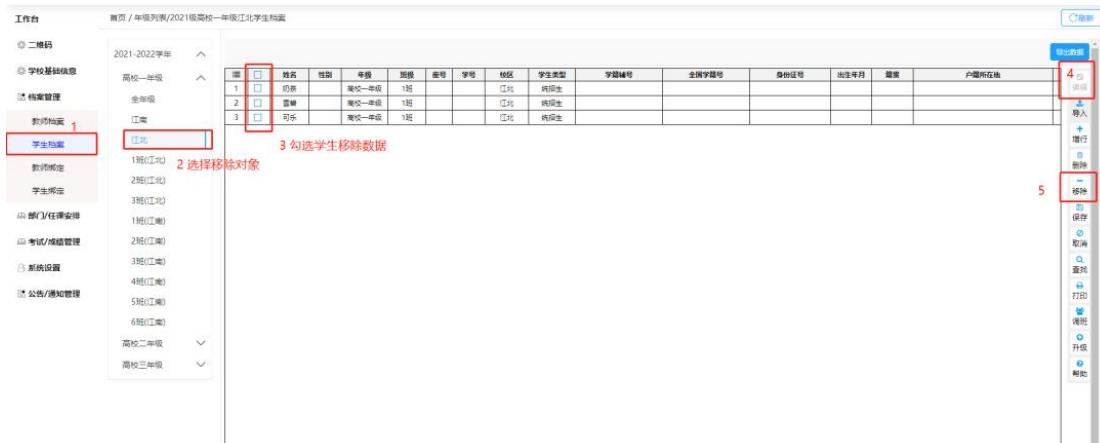 工作台
首页 / 年级列表/2021级高校一年级江北学生档案
刷新
二维码
学校基础信息
档案管理
教师档案
1
学生档案
教师绑定
学生绑定
部门/任课安排
考试/成绩管理
系统设置
公告/通知管理
2021-2022学年
高校一年级
全年级
江南
江北
1班(江北)
2班(江北)
3班(江北)
1班(江南)
2班(江南)
3班(江南)
4班(江南)
5班(江南)
6班(江南)
高校二年级
高校三年级
2 选择移除对象
导出数据
姓名 性别 年级 班级 座号 学号 校区 学生类型 学籍辅号 全国学籍号 身份证号 出生年月 籍贯 户籍所在地
1 奶茶 高校一年级 1班 江北 统招生
2 雪碧 高校一年级 1班 江北 统招生
3 可乐 高校一年级 1班 江北 统招生
3 勾选学生移除数据
4
编辑
导入
增行
删除
5
移除
保存
取消
查找
打印
调班
升级
帮助